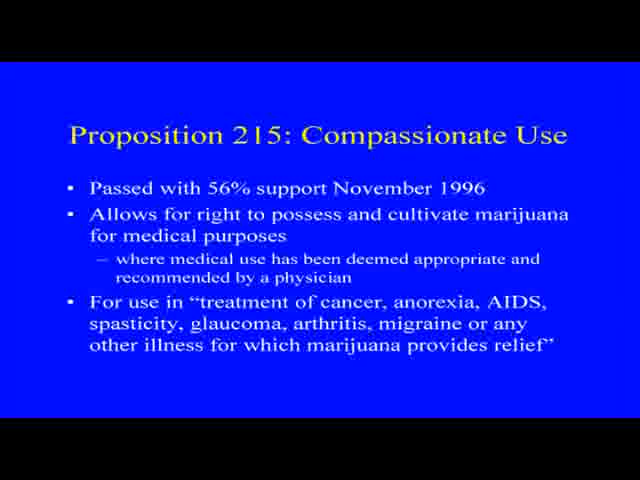 Proposition 215: Compassionate Use
• Passed with 56% support November 1996
• Allows for right to possess and cultivate marijuana
for medical purposes
– where medical use has been deemed appropriate and
recommended by a physician
• For use in “treatment of cancer, anorexia, AIDS,
spasticity, glaucoma, arthritis, migraine or any
other illness for which marijuana provides relief”